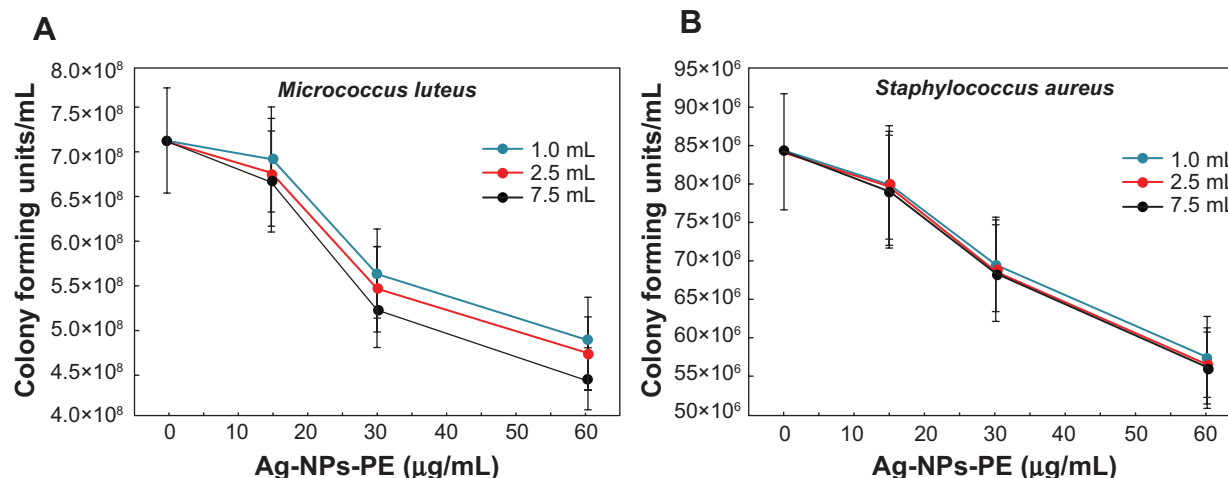 A
Micrococcus luteus
1.0 mL
2.5 mL
7.5 mL
Colony forming units/mL
8.0×10⁸
7.5×10⁸
7.0×10⁸
6.5×10⁸
6.0×10⁸
5.5×10⁸
5.0×10⁸
4.5×10⁸
4.0×10⁸
0 10 20 30 40 50 60
Ag-NPs-PE (µg/mL)
B
Staphylococcus aureus
1.0 mL
2.5 mL
7.5 mL
Colony forming units/mL
95×10⁶
90×10⁶
85×10⁶
80×10⁶
75×10⁶
70×10⁶
65×10⁶
60×10⁶
55×10⁶
50×10⁶
0 10 20 30 40 50 60
Ag-NPs-PE (µg/mL)